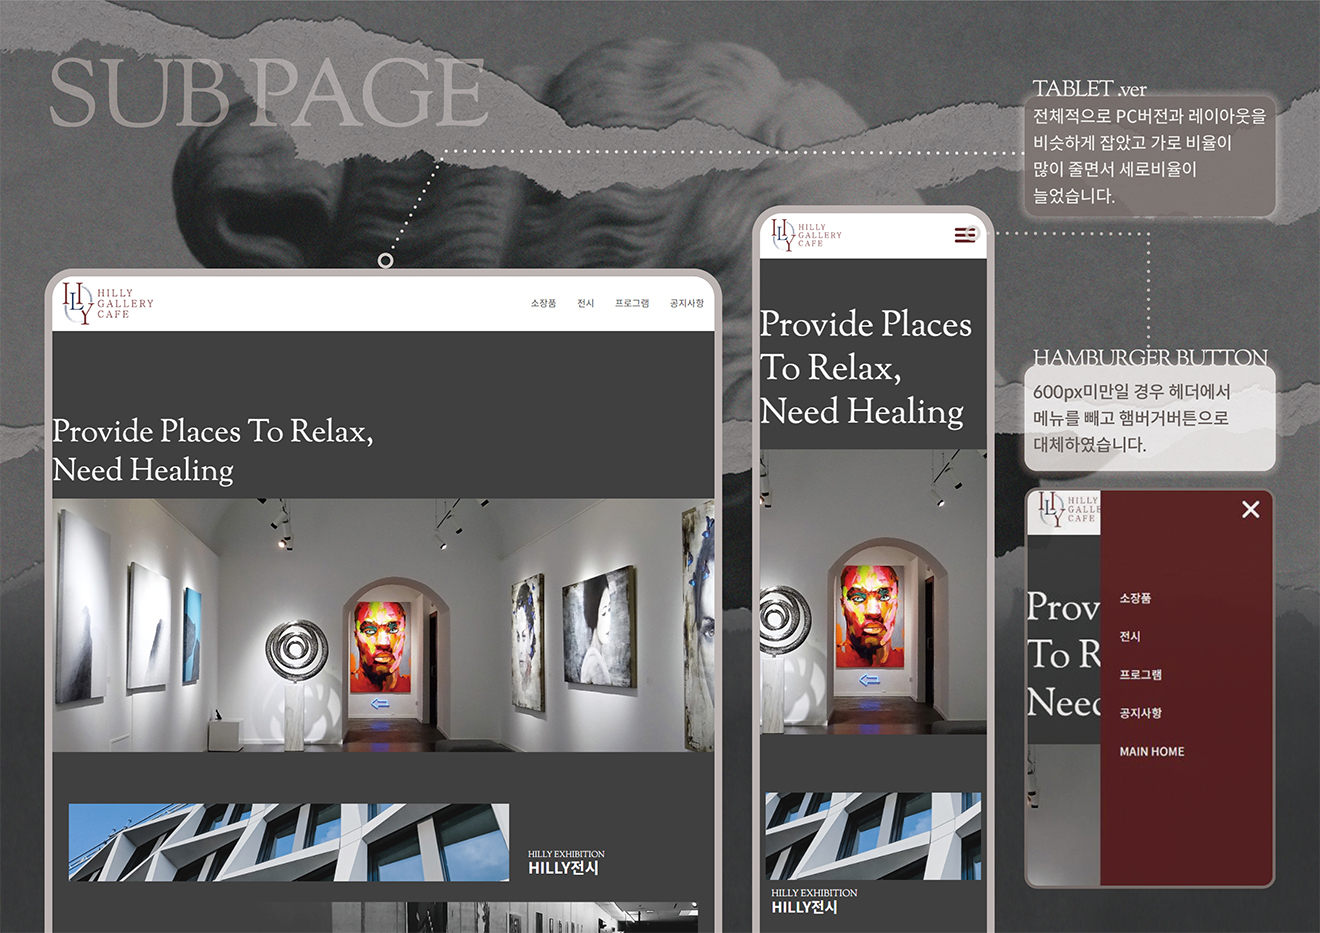 SUB PAGE
TABLET .ver
전체적으로 PC버전과 레이아웃을
비슷하게 잡았고 가로 비율이
많이 줄면서 세로비율이
늘었습니다.
HILLY
GALLERY
CAFE
소장품 전시 프로그램 공지사항
Provide Places To Relax,
Need Healing
HILLY EXHIBITION
HILLY전시
HILLY
GALLERY
CAFE
Provide Places
To Relax,
Need Healing
HILLY EXHIBITION
HILLY전시
HAMBURGER BUTTON
600px미만일 경우 헤더에서
메뉴를 빼고 햄버거버튼으로
대체하였습니다.
HILLY
GALLE
CAFE
Prov
To R
Need
소장품
전시
프로그램
공지사항
MAIN HOME